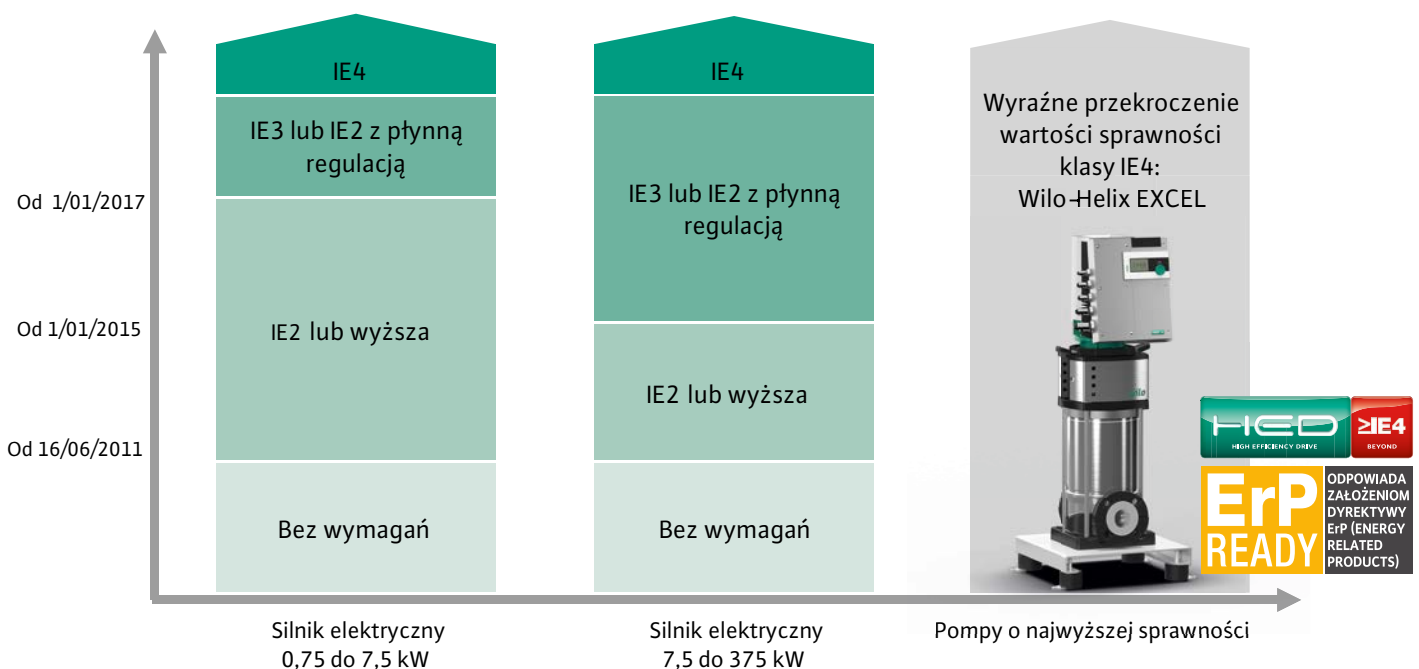 IE4
IE3 lub IE2 z płynną
regulacją
IE2 lub wyższa
Bez wymagań
IE4
IE3 lub IE2 z płynną
regulacją
IE2 lub wyższa
Bez wymagań
Wyraźne przekroczenie
wartości sprawności
klasy IE4:
Wilo-Helix EXCEL
Od 1/01/2017
Od 1/01/2015
Od 16/06/2011
wilo
HED
HIGH EFFICIENCY DRIVE
≥IE4
BEYOND
ErP
READY
ODPOWIADA
ZAŁOŻENIOM
DYREKTYWY
ErP (ENERGY
RELATED
PRODUCTS)
Silnik elektryczny
0,75 do 7,5 kW
Silnik elektryczny
7,5 do 375 kW
Pompy o najwyższej sprawności